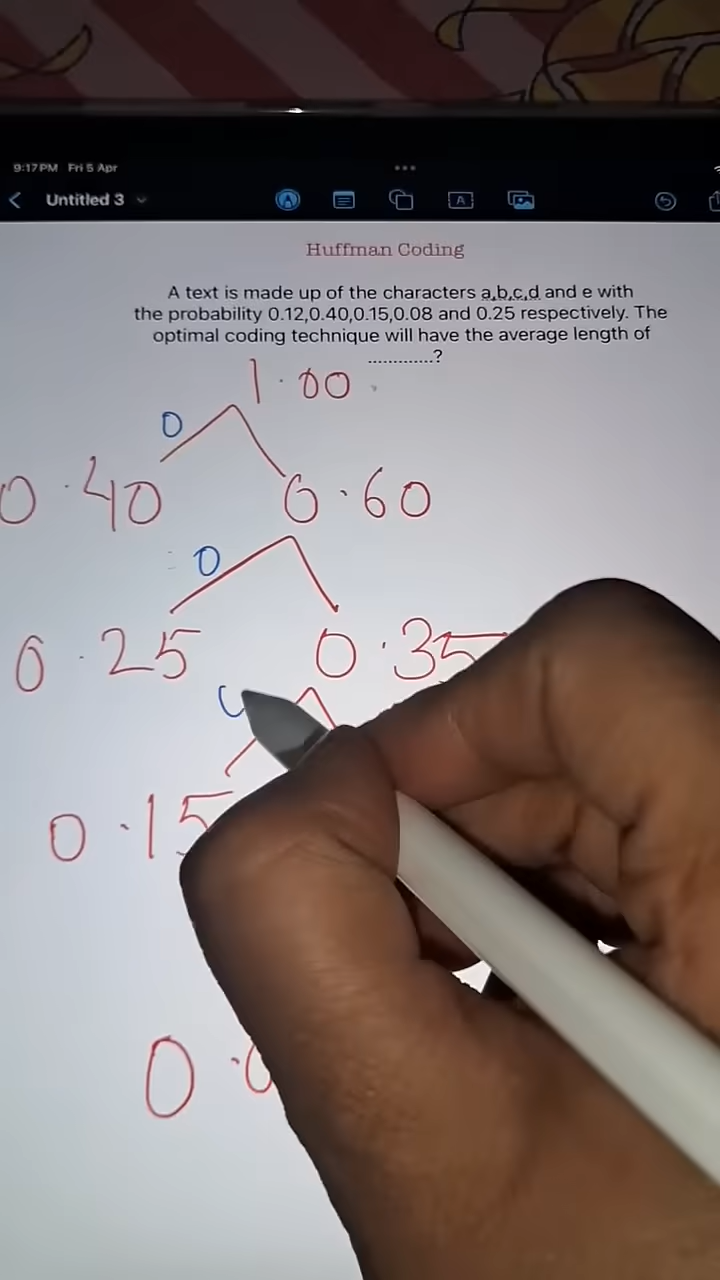 9:17 PM Fri 5 Apr
Untitled 3
A
Huffman Coding
A text is made up of the characters a,b,c,d and e with
the probability 0.12,0.40,0.15,0.08 and 0.25 respectively. The
optimal coding technique will have the average length of
.............?
1.00
0
0.40 0.60
0
0.25 0.35
0.15